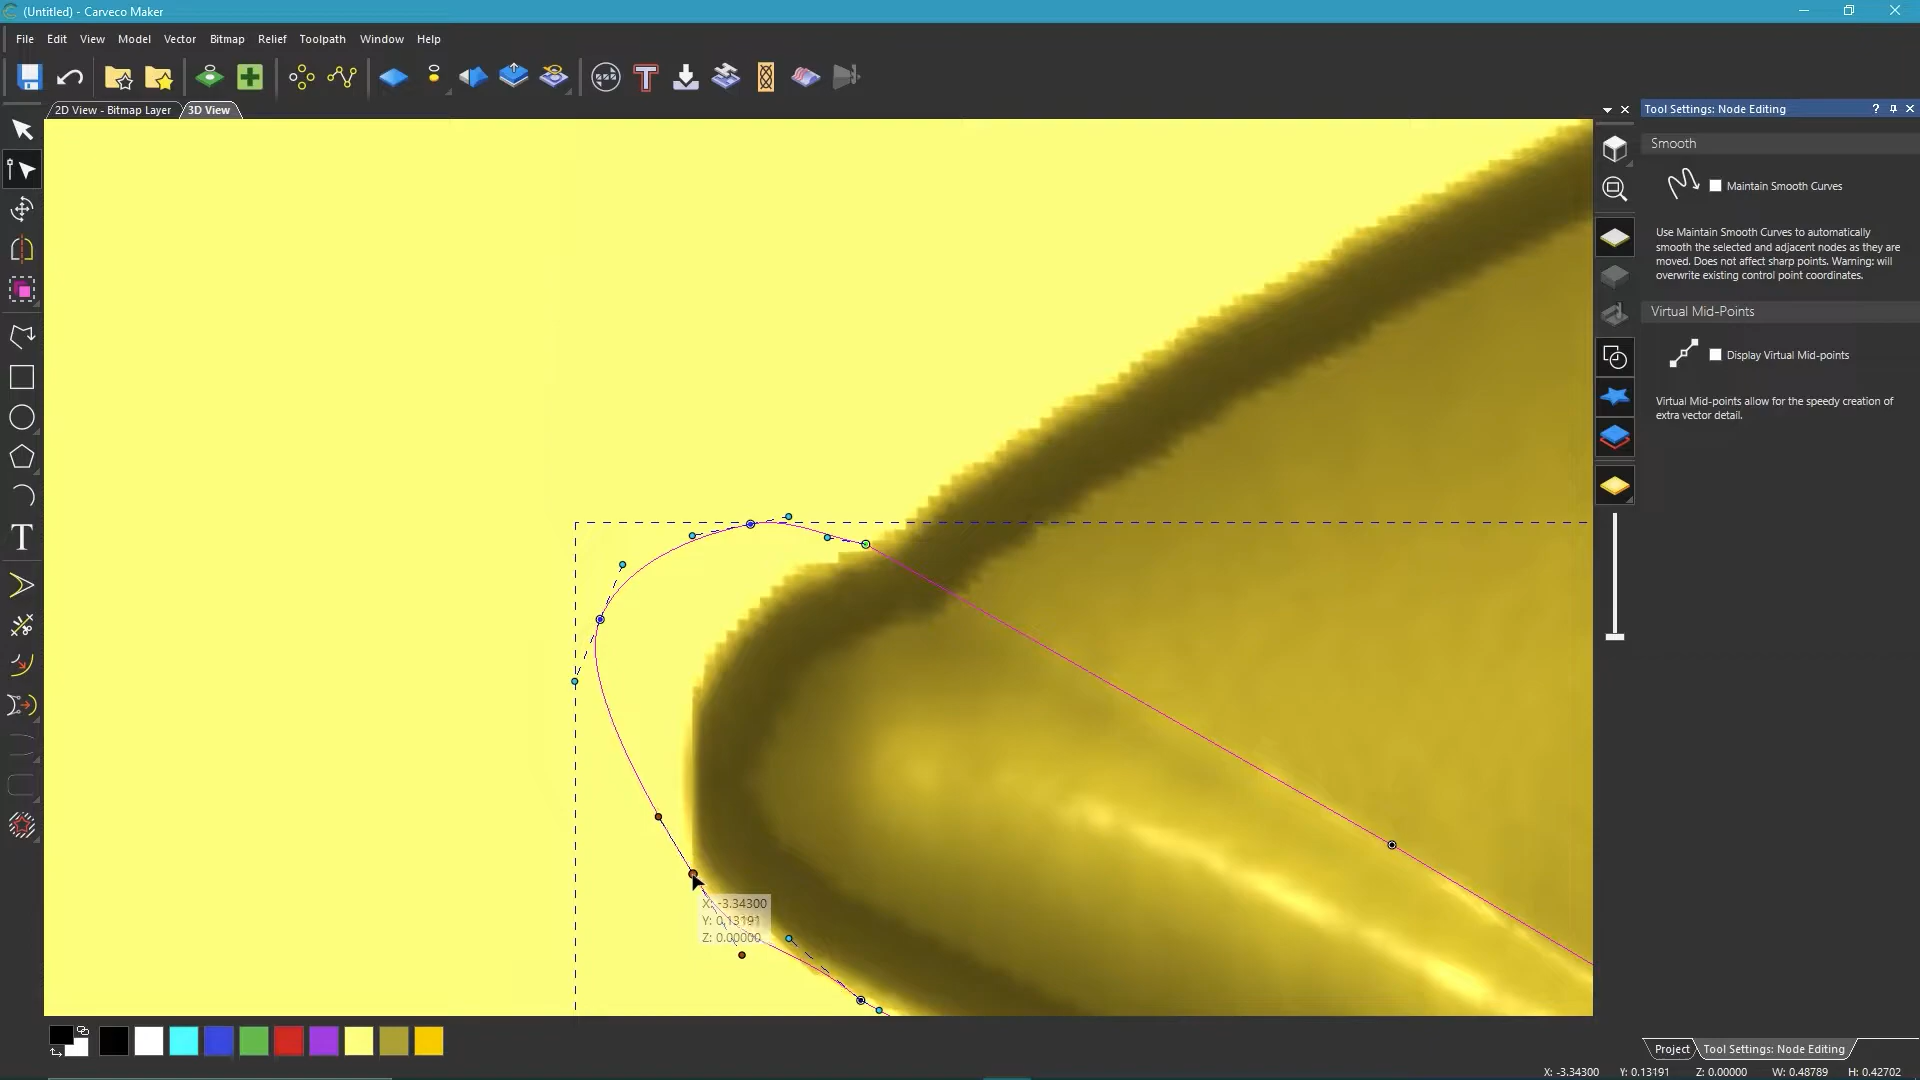 (Untitled) - Carveco Maker
File Edit View Model Vector Bitmap Relief Toolpath Window Help
2D View - Bitmap Layer 3D View
Tool Settings: Node Editing
Smooth
Maintain Smooth Curves
Use Maintain Smooth Curves to automatically
smooth the selected and adjacent nodes as they are
moved. Does not affect sharp points. Warning: will
overwrite existing control point coordinates.
Virtual Mid-Points
Display Virtual Mid-points
Virtual Mid-points allow for the speedy creation of
extra vector detail.
X: -3.34300
Y: 0.13191
Z: 0.00000
Project Tool Settings: Node Editing
X: -3.34300 Y: 0.13191 Z: 0.00000 W: 0.48789 H: 0.42702